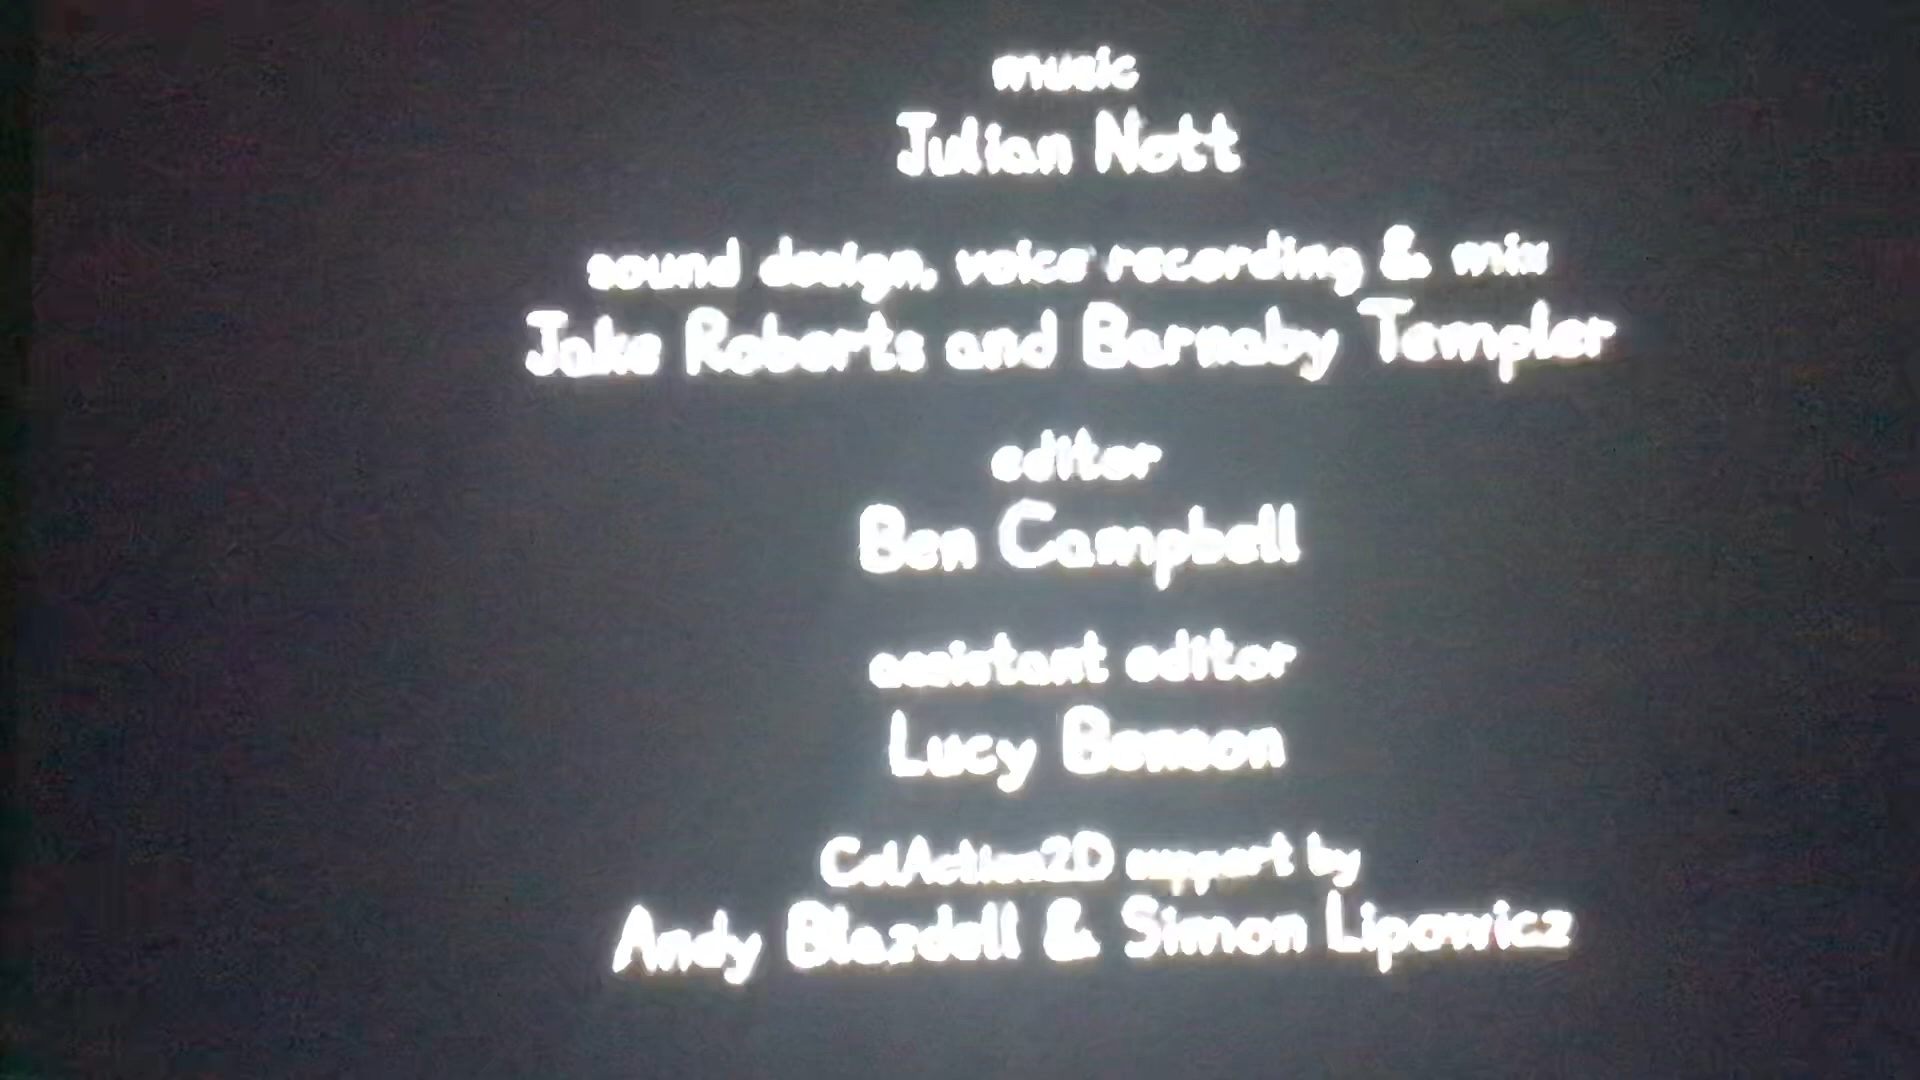 music
Julian Nott
sound design, voice recording & mix
Jake Roberts and Barnaby Templer
editor
Ben Campbell
assistant editor
Lucy Benson
CelAction2D support by
Andy Blazdell & Simon Lipowicz